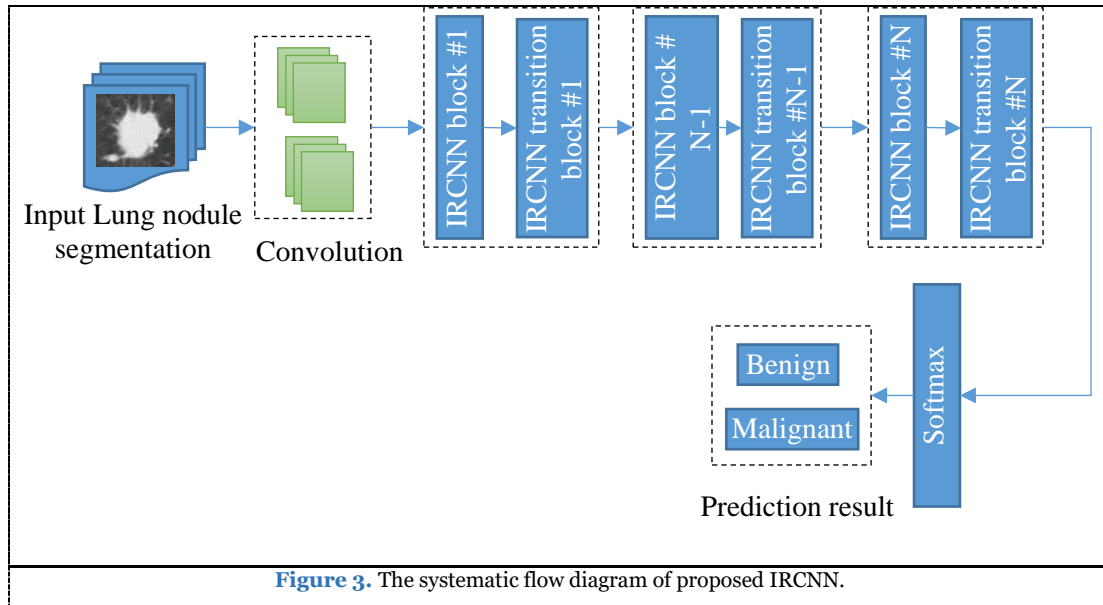 Input Lung nodule
segmentation
Convolution
IRCNN block #1
IRCNN transition
block #1
IRCNN block #
N-1
IRCNN transition
block #N-1
IRCNN block #N
IRCNN transition
block #N
Softmax
Benign
Malignant
Prediction result
Figure 3. The systematic flow diagram of proposed IRCNN.